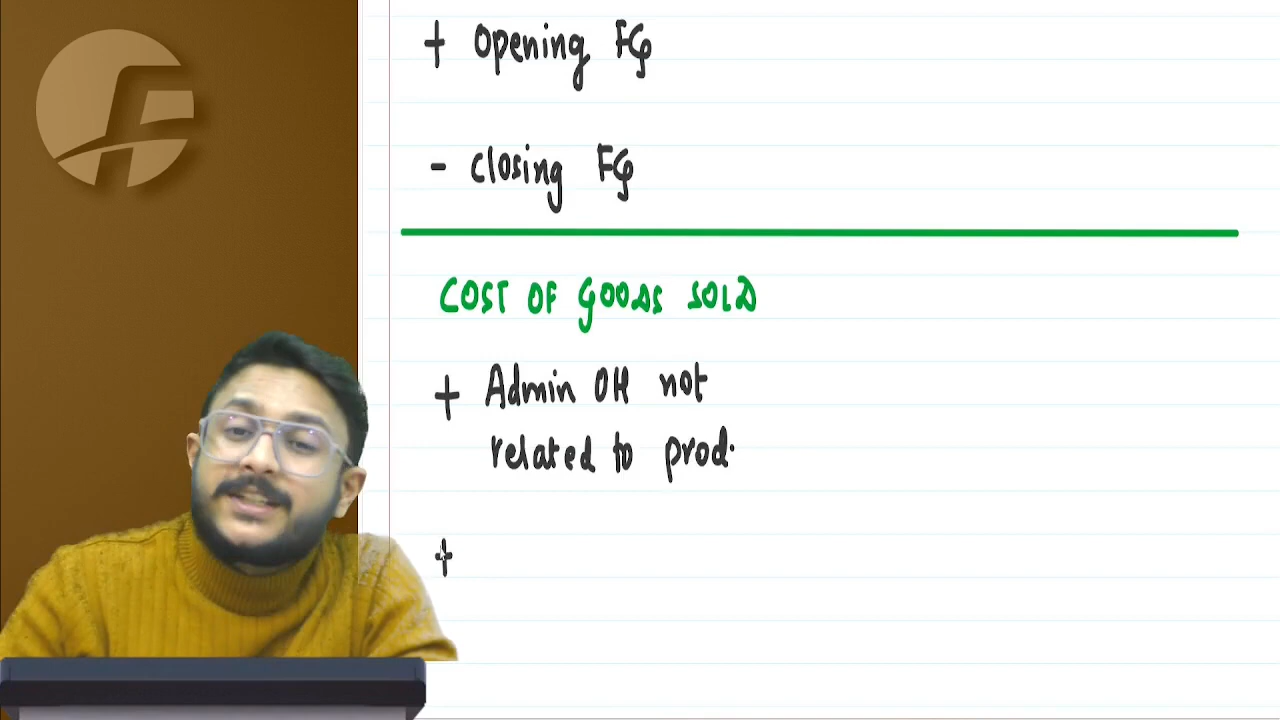 + Opening FG
- Closing FG
COST OF GOODS SOLD
+ Admin OH not
related to prod.
+